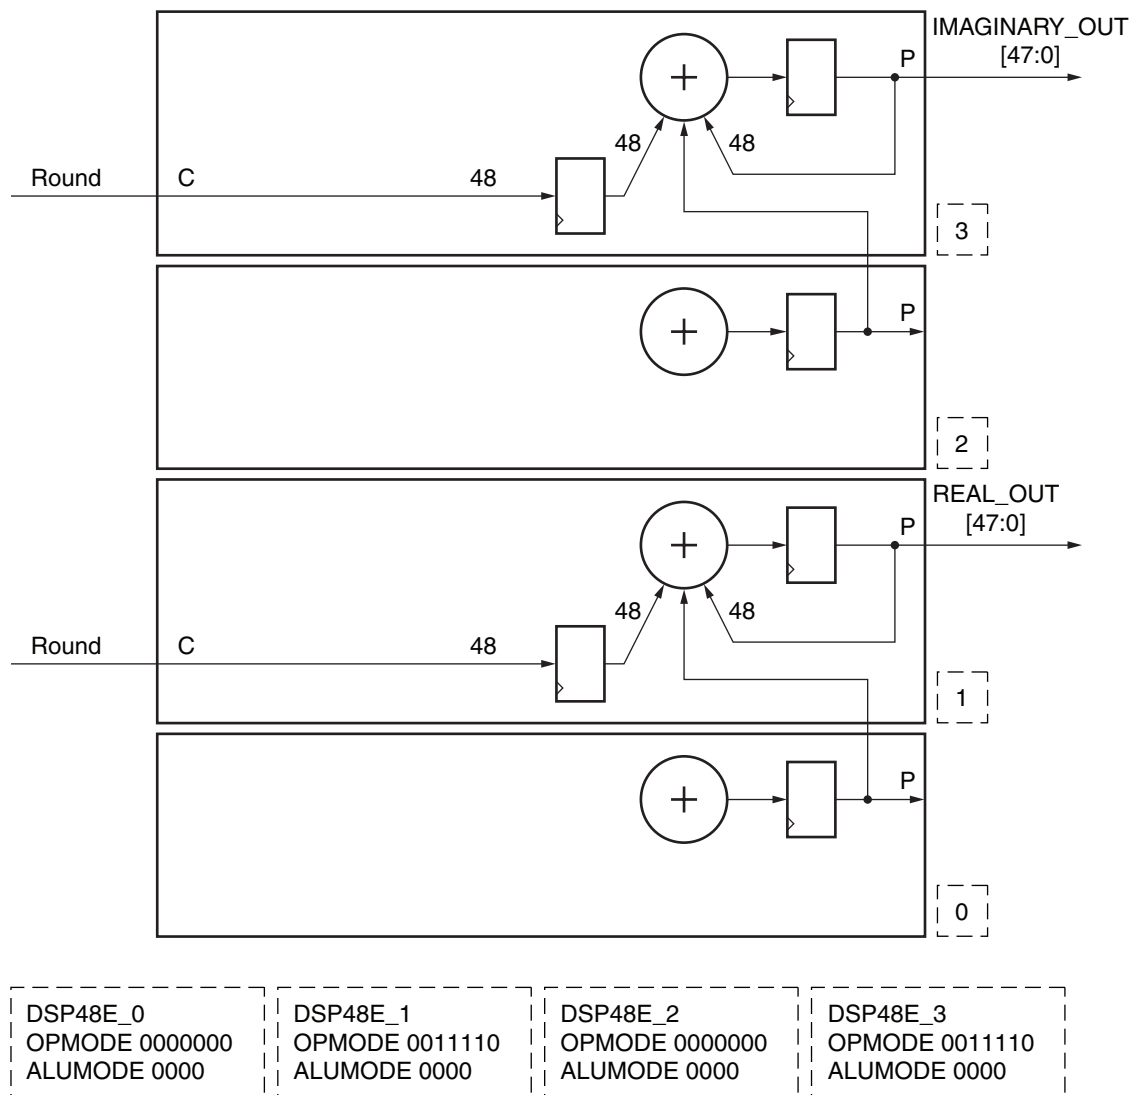 IMAGINARY_OUT
[47:0]
P
48
48
Round
C
48
3
P
2
REAL_OUT
[47:0]
P
48
48
Round
C
48
1
P
0
DSP48E_0
OPMODE 0000000
ALUMODE 0000
DSP48E_1
OPMODE 0011110
ALUMODE 0000
DSP48E_2
OPMODE 0000000
ALUMODE 0000
DSP48E_3
OPMODE 0011110
ALUMODE 0000